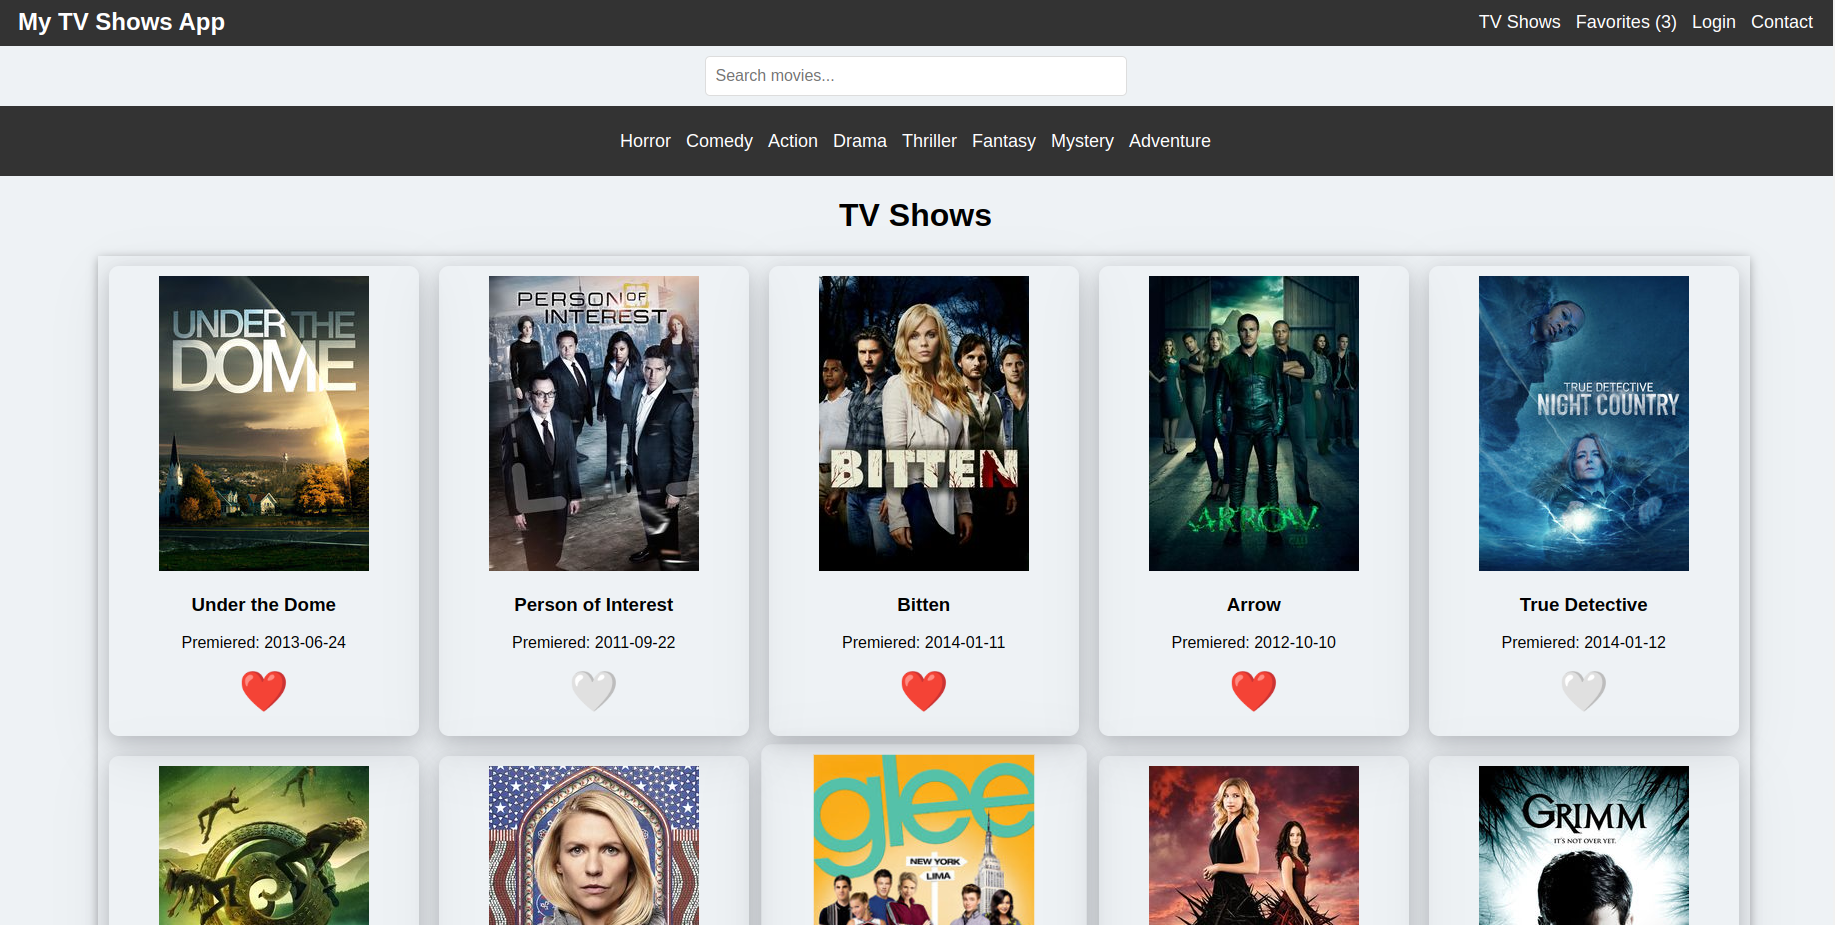 My TV Shows App
TV Shows Favorites (3) Login Contact
Search movies...
Horror Comedy Action Drama Thriller Fantasy Mystery Adventure
TV Shows
UNDER THE
DOME
PERSON OF
INTEREST
BITTEN
ARROW
TRUE DETECTIVE
NIGHT COUNTRY
Under the Dome
Person of Interest
Bitten
Arrow
True Detective
Premiered: 2013-06-24
Premiered: 2011-09-22
Premiered: 2014-01-11
Premiered: 2012-10-10
Premiered: 2014-01-12
glee
NEW YORK
LIMA
GRIMM
IT'S NOT OVER YET.